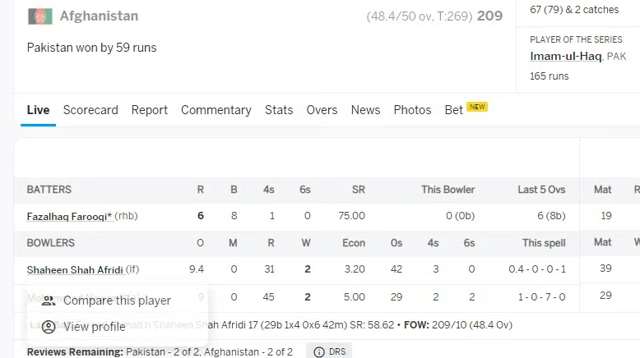 Afghanistan (48.4/50 ov, T:269) 209
67 (79) & 2 catches
Pakistan won by 59 runs
PLAYER OF THE SERIES
Imam-ul-Haq, PAK
165 runs
Live Scorecard Report Commentary Stats Overs News Photos Bet NEW
BATTERS R B 4s 6s SR This Bowler Last 5 Ovs Mat R
Fazalhaq Farooqi* (rhb) 6 8 1 0 75.00 0 (0b) 6 (8b) 19
BOWLERS O M R W Econ 0s 4s 6s This spell Mat W
Shaheen Shah Afridi (lf) 9.4 0 31 2 3.20 42 3 0 0.4 - 0 - 0 - 1 39
9 0 45 2 5.00 29 2 2 1 - 0 - 7 - 0 29
Compare this player
View profile
b Shaheen Shah Afridi 17 (29b 1x4 0x6 42m) SR: 58.62 • FOW: 209/10 (48.4 Ov)
Reviews Remaining: Pakistan - 2 of 2, Afghanistan - 2 of 2 DRS